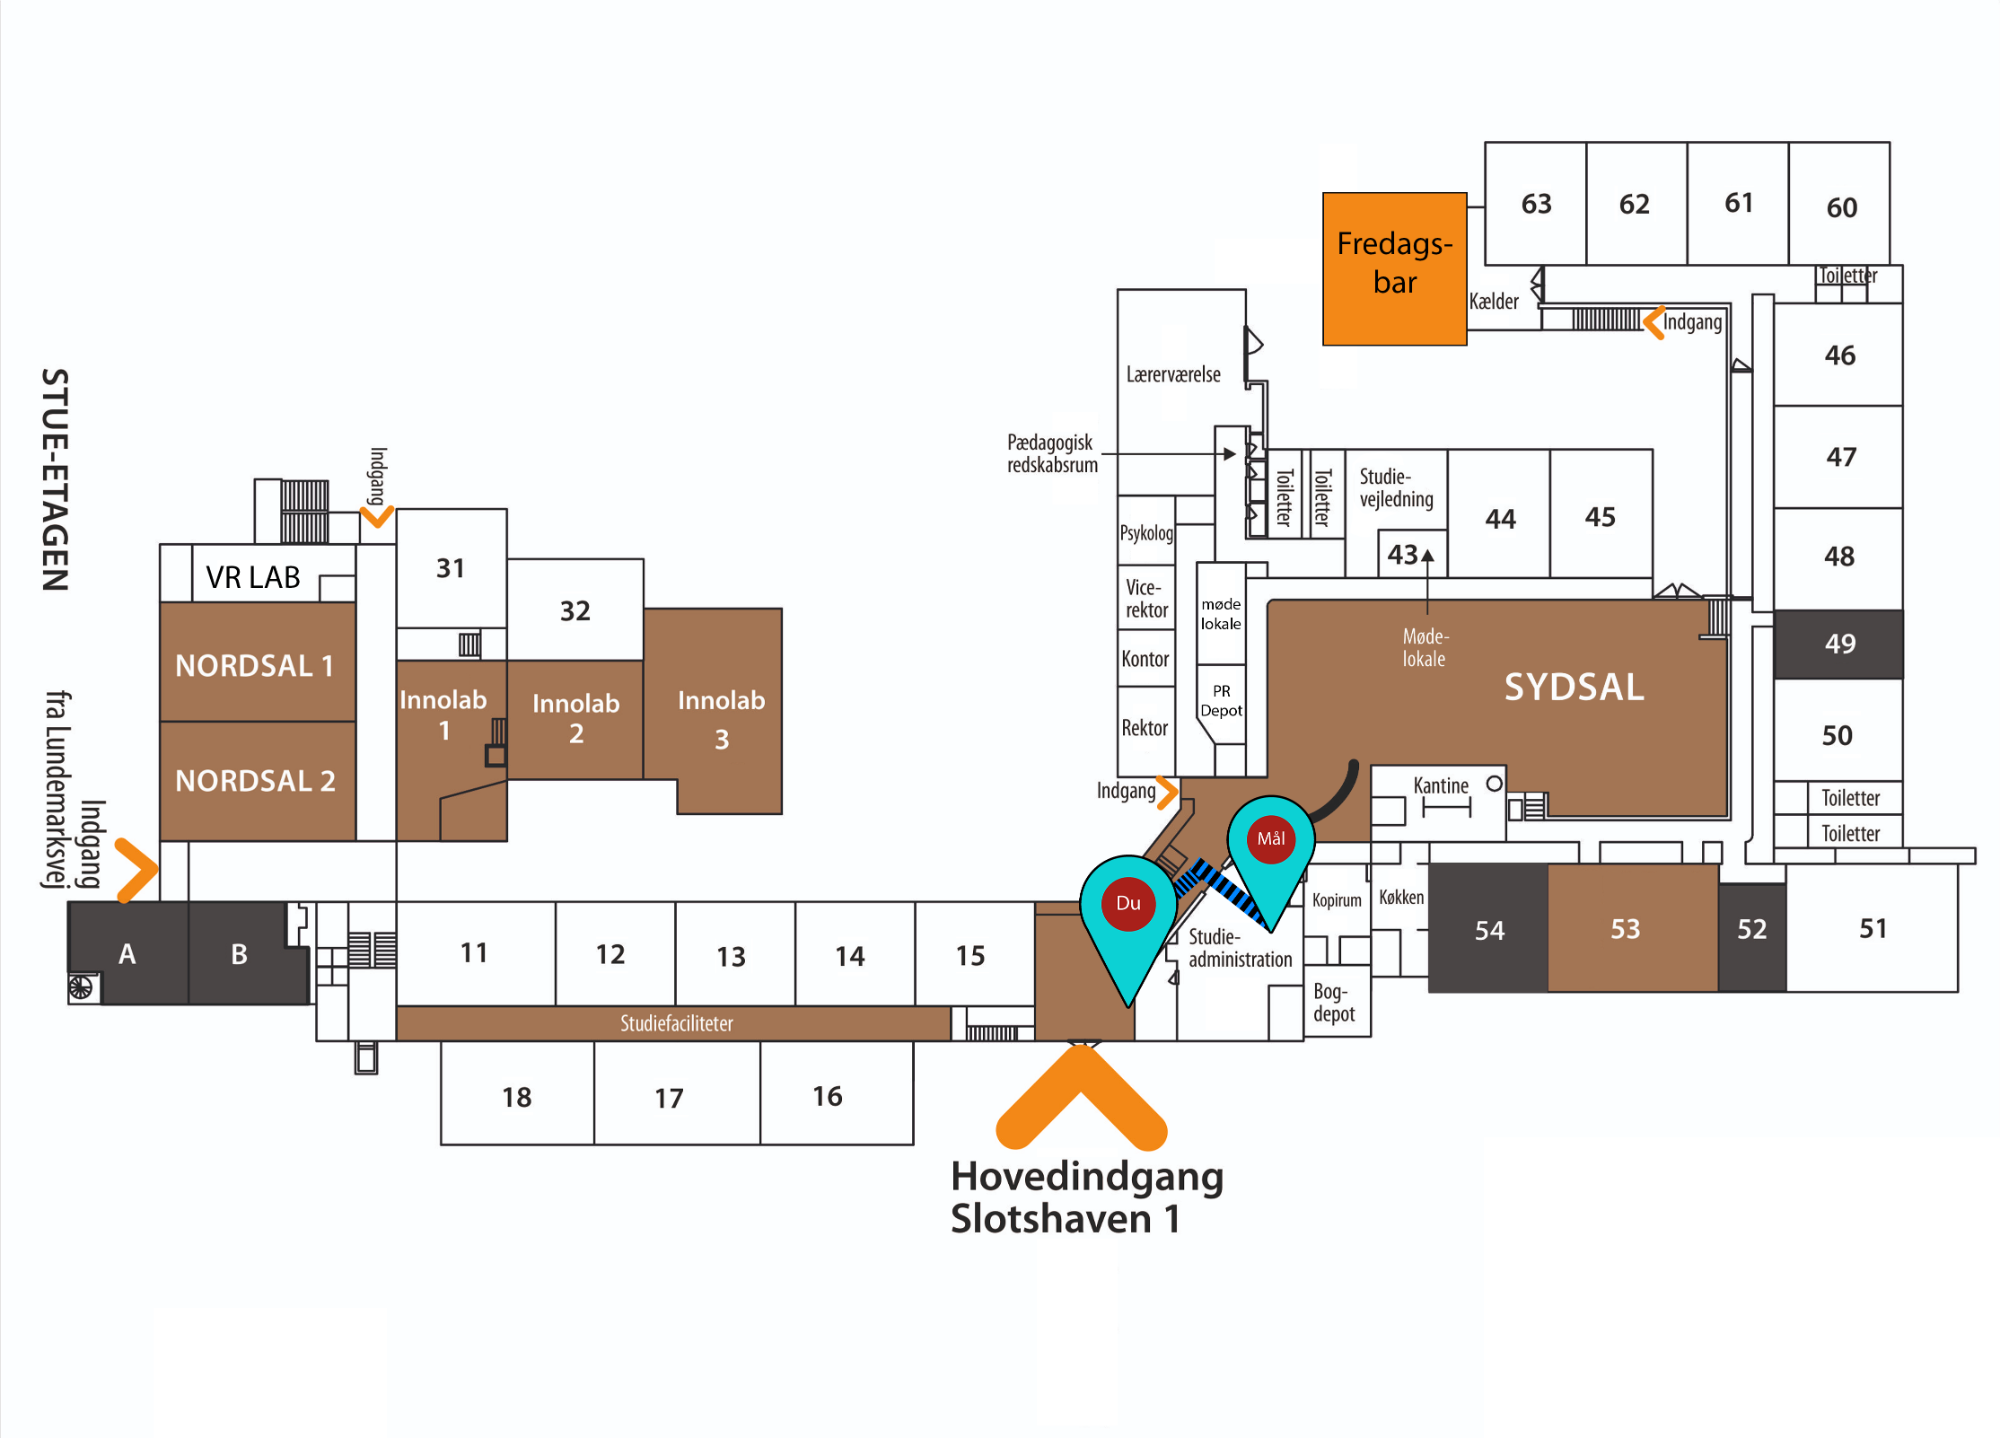 63
62
61
60
Fredags-
bar
Toiletter
Kælder
Indgang
46
Lærerværelse
STUE-ETAGEN
fra Lundemarksvej
Indgang
Indgang
Pædagogisk
redskabsrum
47
Toiletter
Toiletter
Studie-
vejledning
44
45
43
48
Psykolog
Vice-
rektor
Kontor
Rektor
møde
lokale
PR
Depot
Møde-
lokale
49
SYDSAL
50
Toiletter
Toiletter
31
VR LAB
32
NORDSAL 1
NORDSAL 2
Innolab
1
Innolab
2
Innolab
3
Indgang
Kantine
Mål
Du
Kopirum
Køkken
54
53
52
51
Studie-
administration
Bog-
depot
A
B
11
12
13
14
15
Studiefaciliteter
18
17
16
Hovedindgang
Slotshaven 1